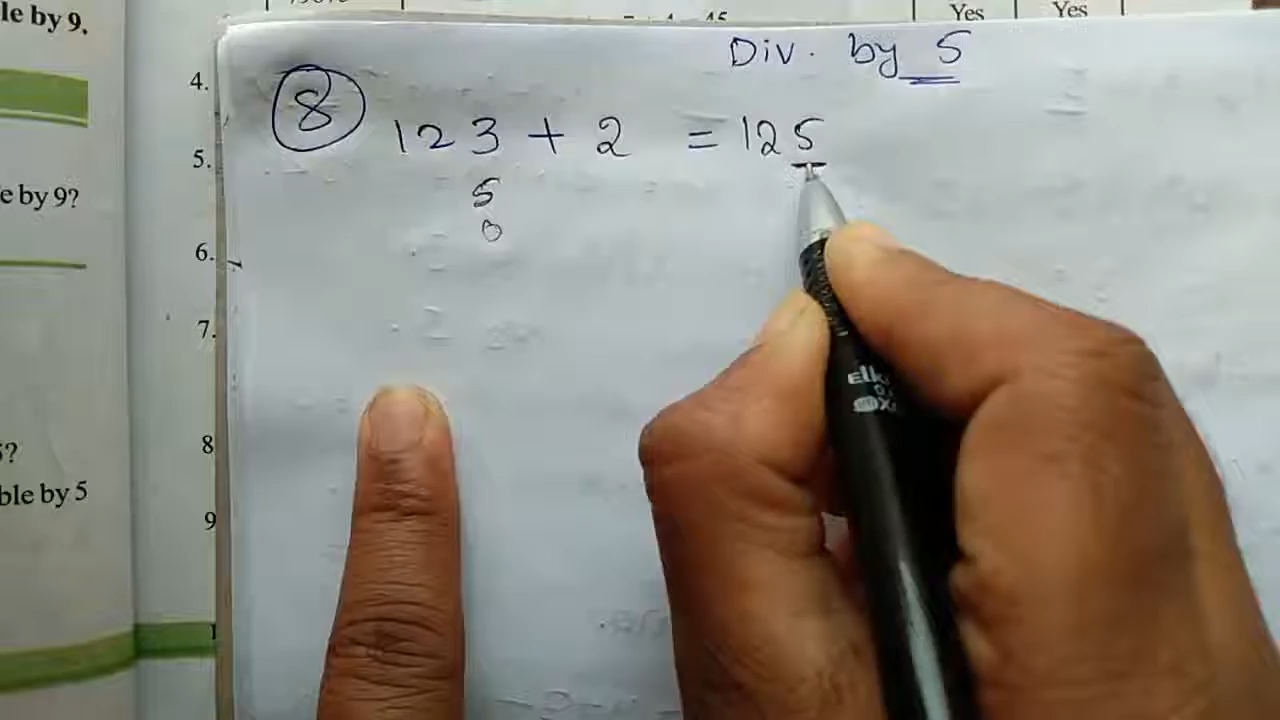 le by 9.
Yes Yes
Div. by 5
4.
8 123 + 2 = 125
5.
e by 9?
5
0
6.
7.
8
5?
ble by 5
9
Elk